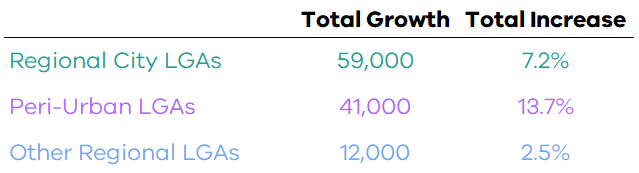 Total Growth Total Increase
Regional City LGAs 59,000 7.2%
Peri-Urban LGAs 41,000 13.7%
Other Regional LGAs 12,000 2.5%